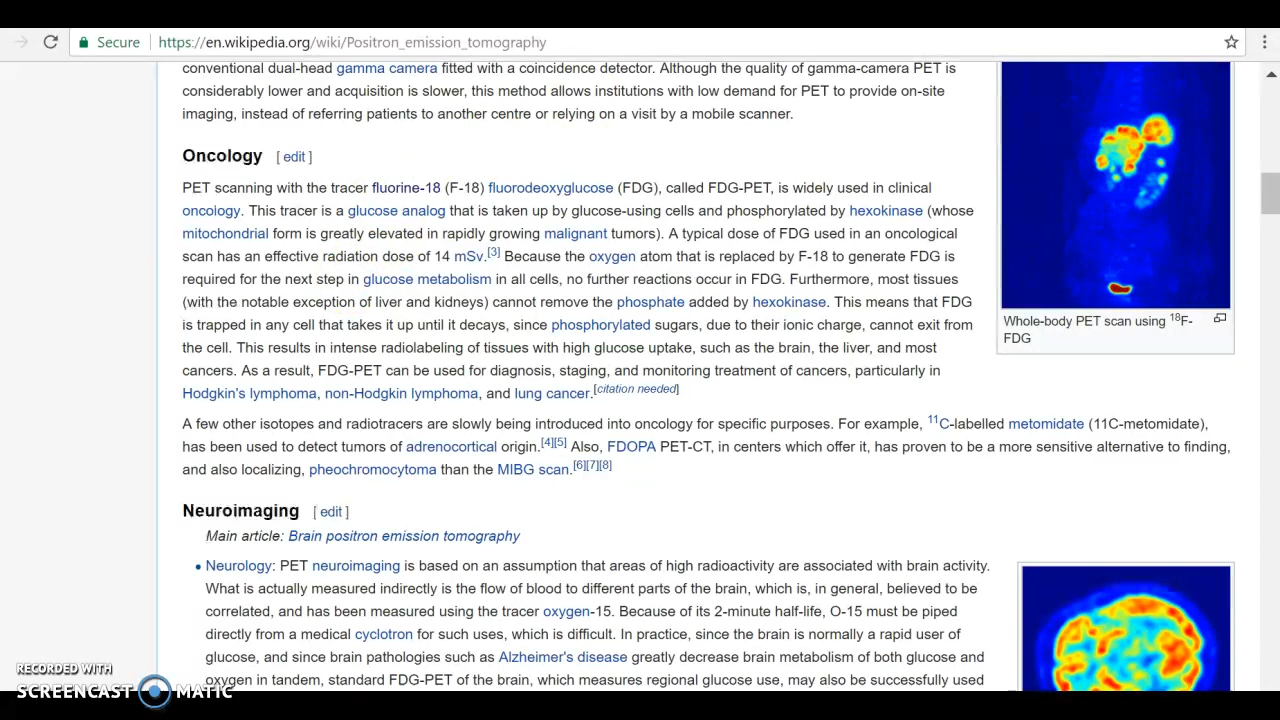 Secure https://en.wikipedia.org/wiki/Positron_emission_tomography
conventional dual-head gamma camera fitted with a coincidence detector. Although the quality of gamma-camera PET is
considerably lower and acquisition is slower, this method allows institutions with low demand for PET to provide on-site
imaging, instead of referring patients to another centre or relying on a visit by a mobile scanner.
Oncology [ edit ]
PET scanning with the tracer fluorine-18 (F-18) fluorodeoxyglucose (FDG), called FDG-PET, is widely used in clinical
oncology. This tracer is a glucose analog that is taken up by glucose-using cells and phosphorylated by hexokinase (whose
mitochondrial form is greatly elevated in rapidly growing malignant tumors). A typical dose of FDG used in an oncological
scan has an effective radiation dose of 14 mSv.[3] Because the oxygen atom that is replaced by F-18 to generate FDG is
required for the next step in glucose metabolism in all cells, no further reactions occur in FDG. Furthermore, most tissues
(with the notable exception of liver and kidneys) cannot remove the phosphate added by hexokinase. This means that FDG
is trapped in any cell that takes it up until it decays, since phosphorylated sugars, due to their ionic charge, cannot exit from
the cell. This results in intense radiolabeling of tissues with high glucose uptake, such as the brain, the liver, and most
cancers. As a result, FDG-PET can be used for diagnosis, staging, and monitoring treatment of cancers, particularly in
Hodgkin's lymphoma, non-Hodgkin lymphoma, and lung cancer.[citation needed]
Whole-body PET scan using 18F-
FDG
A few other isotopes and radiotracers are slowly being introduced into oncology for specific purposes. For example, 11C-labelled metomidate (11C-metomidate),
has been used to detect tumors of adrenocortical origin.[4][5] Also, FDOPA PET-CT, in centers which offer it, has proven to be a more sensitive alternative to finding,
and also localizing, pheochromocytoma than the MIBG scan.[6][7][8]
Neuroimaging [ edit ]
Main article: Brain positron emission tomography
• Neurology: PET neuroimaging is based on an assumption that areas of high radioactivity are associated with brain activity.
What is actually measured indirectly is the flow of blood to different parts of the brain, which is, in general, believed to be
correlated, and has been measured using the tracer oxygen-15. Because of its 2-minute half-life, O-15 must be piped
directly from a medical cyclotron for such uses, which is difficult. In practice, since the brain is normally a rapid user of
glucose, and since brain pathologies such as Alzheimer's disease greatly decrease brain metabolism of both glucose and
oxygen in tandem, standard FDG-PET of the brain, which measures regional glucose use, may also be successfully used
RECORDED WITH
SCREENCAST MATIC